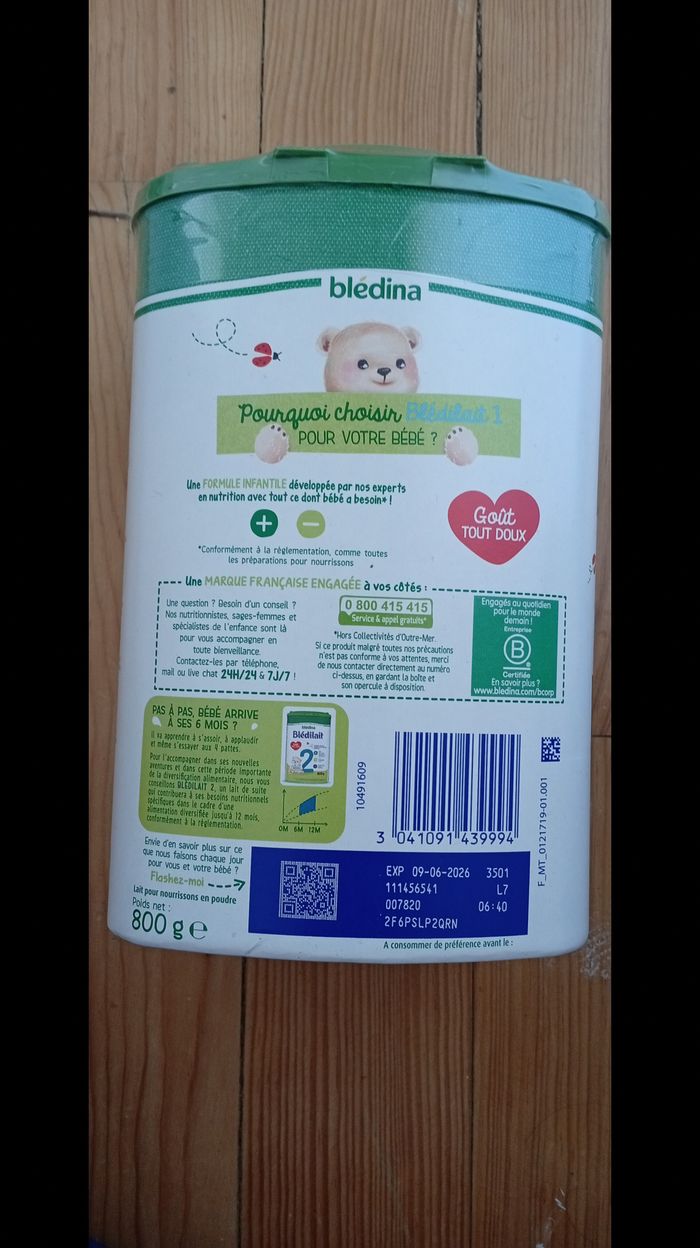 blédina
Pourquoi choisir Blédilait 1
POUR VOTRE BÉBÉ ?
Une FORMULE INFANTILE développée par nos experts
en nutrition avec tout ce dont bébé a besoin* !
+ −
Goût
TOUT DOUX
*Conformément à la règlementation, comme toutes
les préparations pour nourrissons
Une MARQUE FRANÇAISE ENGAGÉE à vos côtés :
Une question ? Besoin d'un conseil ?
Nos nutritionnistes, sages-femmes et
spécialistes de l'enfance sont là
pour vous accompagner en
toute bienveillance.
Contactez-les par téléphone,
mail ou live chat 24H/24 & 7J/7 !
0 800 415 415
Service & appel gratuits*
*Hors Collectivités d'Outre-Mer.
Si ce produit malgré toutes nos précautions
n'est pas conforme à vos attentes, merci
de nous contacter directement au numéro
ci-dessus, en gardant la boîte et
son opercule à disposition.
Engagés au quotidien
pour le monde
demain !
Entreprise
B
Certifiée
En savoir plus ?
www.bledina.com/bcorp
PAS À PAS, BÉBÉ ARRIVE
À SES 6 MOIS ?
Il va apprendre à s'assoir, à applaudir
et même s'essayer aux 4 pattes.
Pour l'accompagner dans ses nouvelles
aventures et dans cette période importante
de la diversification alimentaire, nous vous
conseillons BLÉDILAIT 2, un lait de suite
qui contribuera à ses besoins nutritionnels
spécifiques dans le cadre d'une
alimentation diversifiée jusqu'à 12 mois,
conformément à la règlementation.
blédina
Blédilait
2
0M 6M 12M
10491609
3 041091 439994
F_MT_0121719-01.001
Envie d'en savoir plus sur ce
que nous faisons chaque jour
pour vous et votre bébé ?
Flashez-moi
Lait pour nourrissons en poudre
Poids net :
800 g e
EXP 09-06-2026 3501
111456541 L7
007820 06:40
2F6PSLP2QRN
A consommer de préférence avant le :